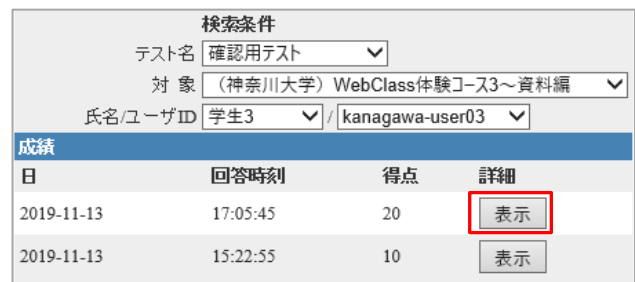 検索条件
テスト名 確認用テスト
対 象 （神奈川大学）WebClass体験コース3～資料編
氏名/ユーザID 学生3 / kanagawa-user03
成績
日 回答時刻 得点 詳細
2019-11-13 17:05:45 20 表示
2019-11-13 15:22:55 10 表示